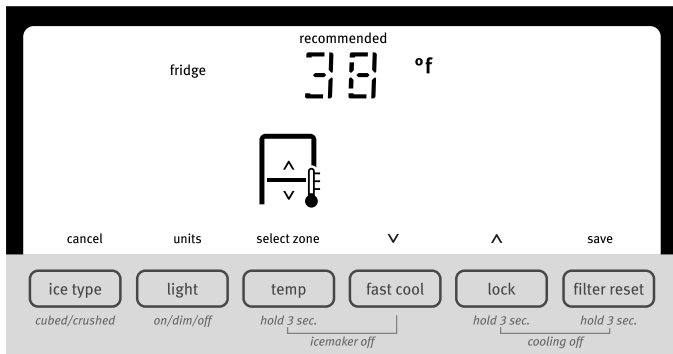 recommended
fridge 38 °f
cancel units select zone ˅ ˄ save
ice type light temp fast cool lock filter reset
cubed/crushed on/dim/off hold 3 sec. hold 3 sec. hold 3 sec.
icemaker off cooling off